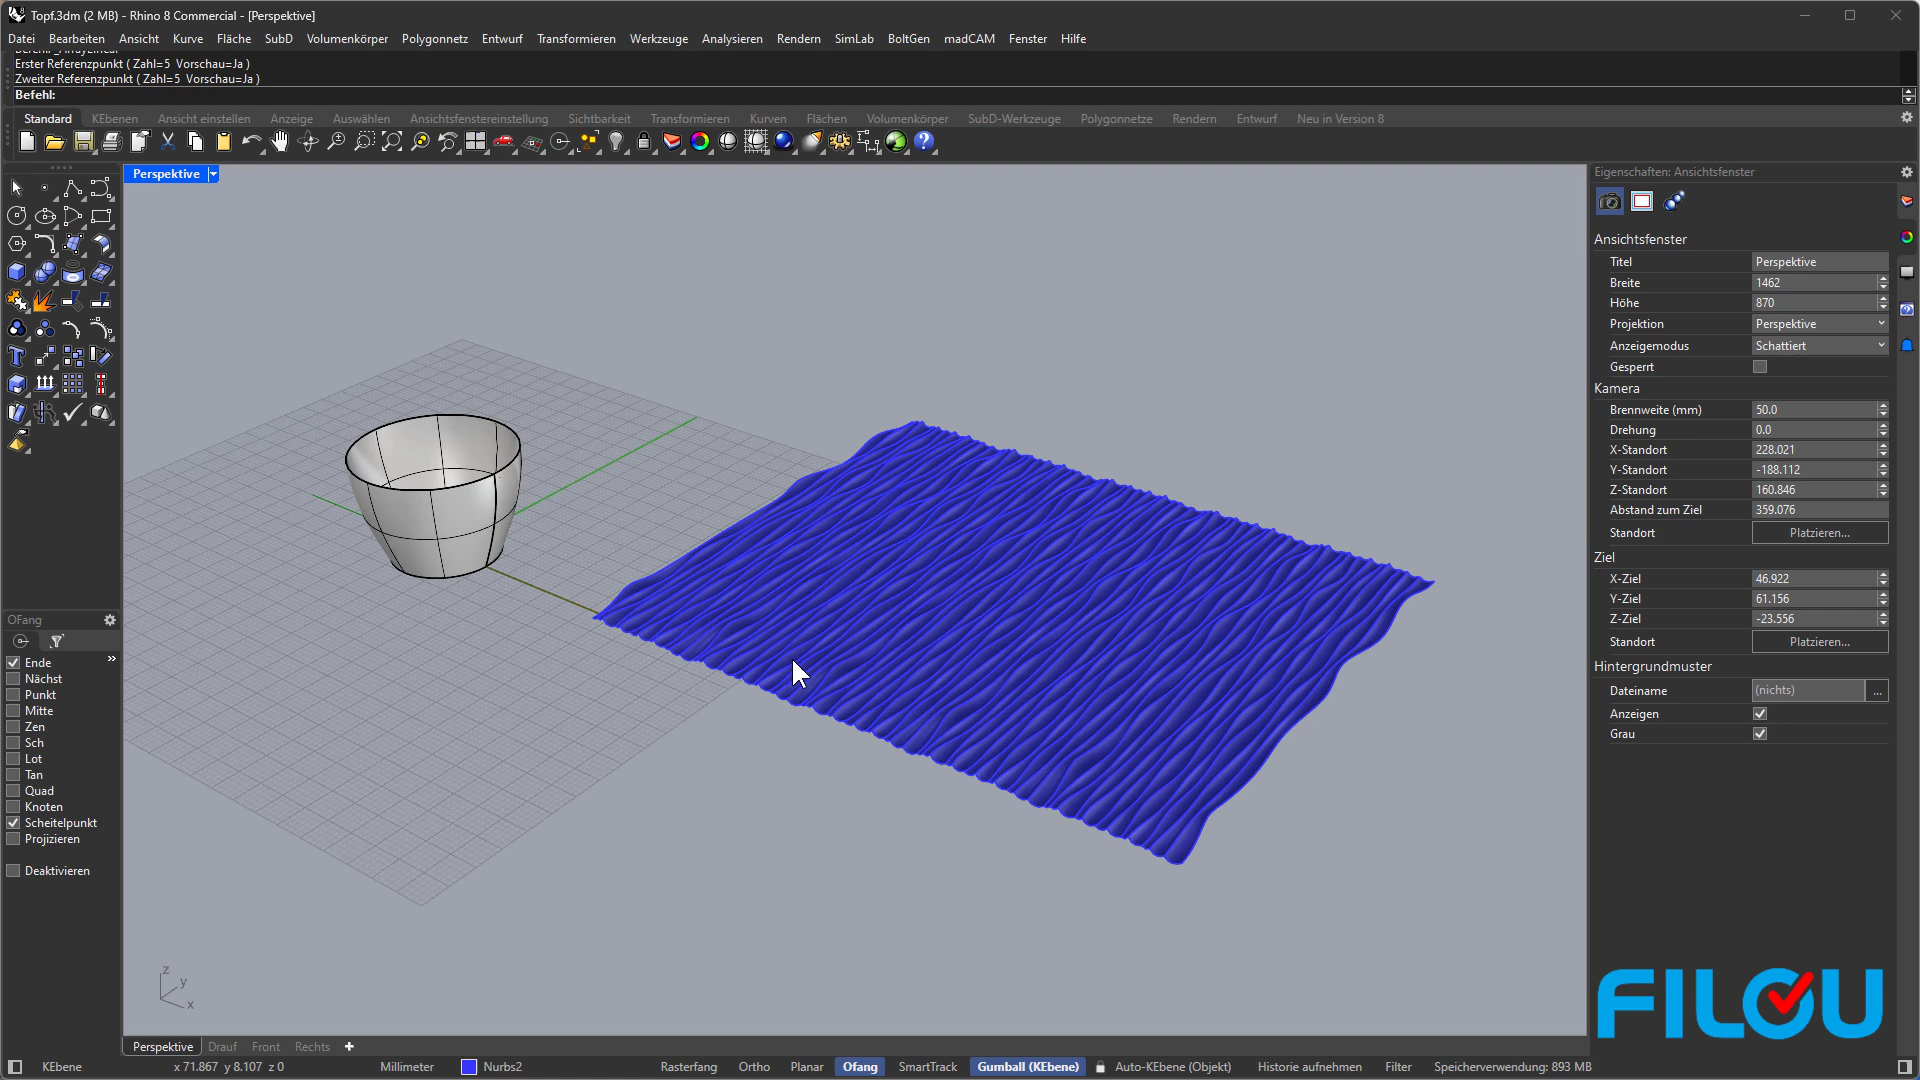 Topf.3dm (2 MB) - Rhino 8 Commercial - [Perspektive]
Datei Bearbeiten Ansicht Kurve Fläche SubD Volumenkörper Polygonnetz Entwurf Transformieren Werkzeuge Analysieren Rendern SimLab BoltGen madCAM Fenster Hilfe
Erster Referenzpunkt ( Zahl=5 Vorschau=Ja )
Zweiter Referenzpunkt ( Zahl=5 Vorschau=Ja )
Befehl:
Standard KEbenen Ansicht einstellen Anzeige Auswählen Ansichtsfenstereinstellung Sichtbarkeit Transformieren Kurven Flächen Volumenkörper SubD-Werkzeuge Polygonnetze Rendern Entwurf Neu in Version 8
Perspektive
Eigenschaften: Ansichtsfenster
Ansichtsfenster
Titel Perspektive
Breite 1462
Höhe 870
Projektion Perspektive
Anzeigemodus Schattiert
Gesperrt
Kamera
Brennweite (mm) 50.0
Drehung 0.0
X-Standort 228.021
Y-Standort -188.112
Z-Standort 160.846
Abstand zum Ziel 359.076
Standort Platzieren...
Ziel
X-Ziel 46.922
Y-Ziel 61.156
Z-Ziel -23.556
Standort Platzieren...
Hintergrundmuster
Dateiname (nichts) ...
Anzeigen
Grau
OFang
Ende
Nächst
Punkt
Mitte
Zen
Sch
Lot
Tan
Quad
Knoten
Scheitelpunkt
Projizieren
Deaktivieren
z
y
x
FILOU
Perspektive Drauf Front Rechts
KEbene x 71.867 y 8.107 z 0 Millimeter Nurbs2 Rasterfang Ortho Planar Ofang SmartTrack Gumball (KEbene) Auto-KEbene (Objekt) Historie aufnehmen Filter Speicherverwendung: 893 MB